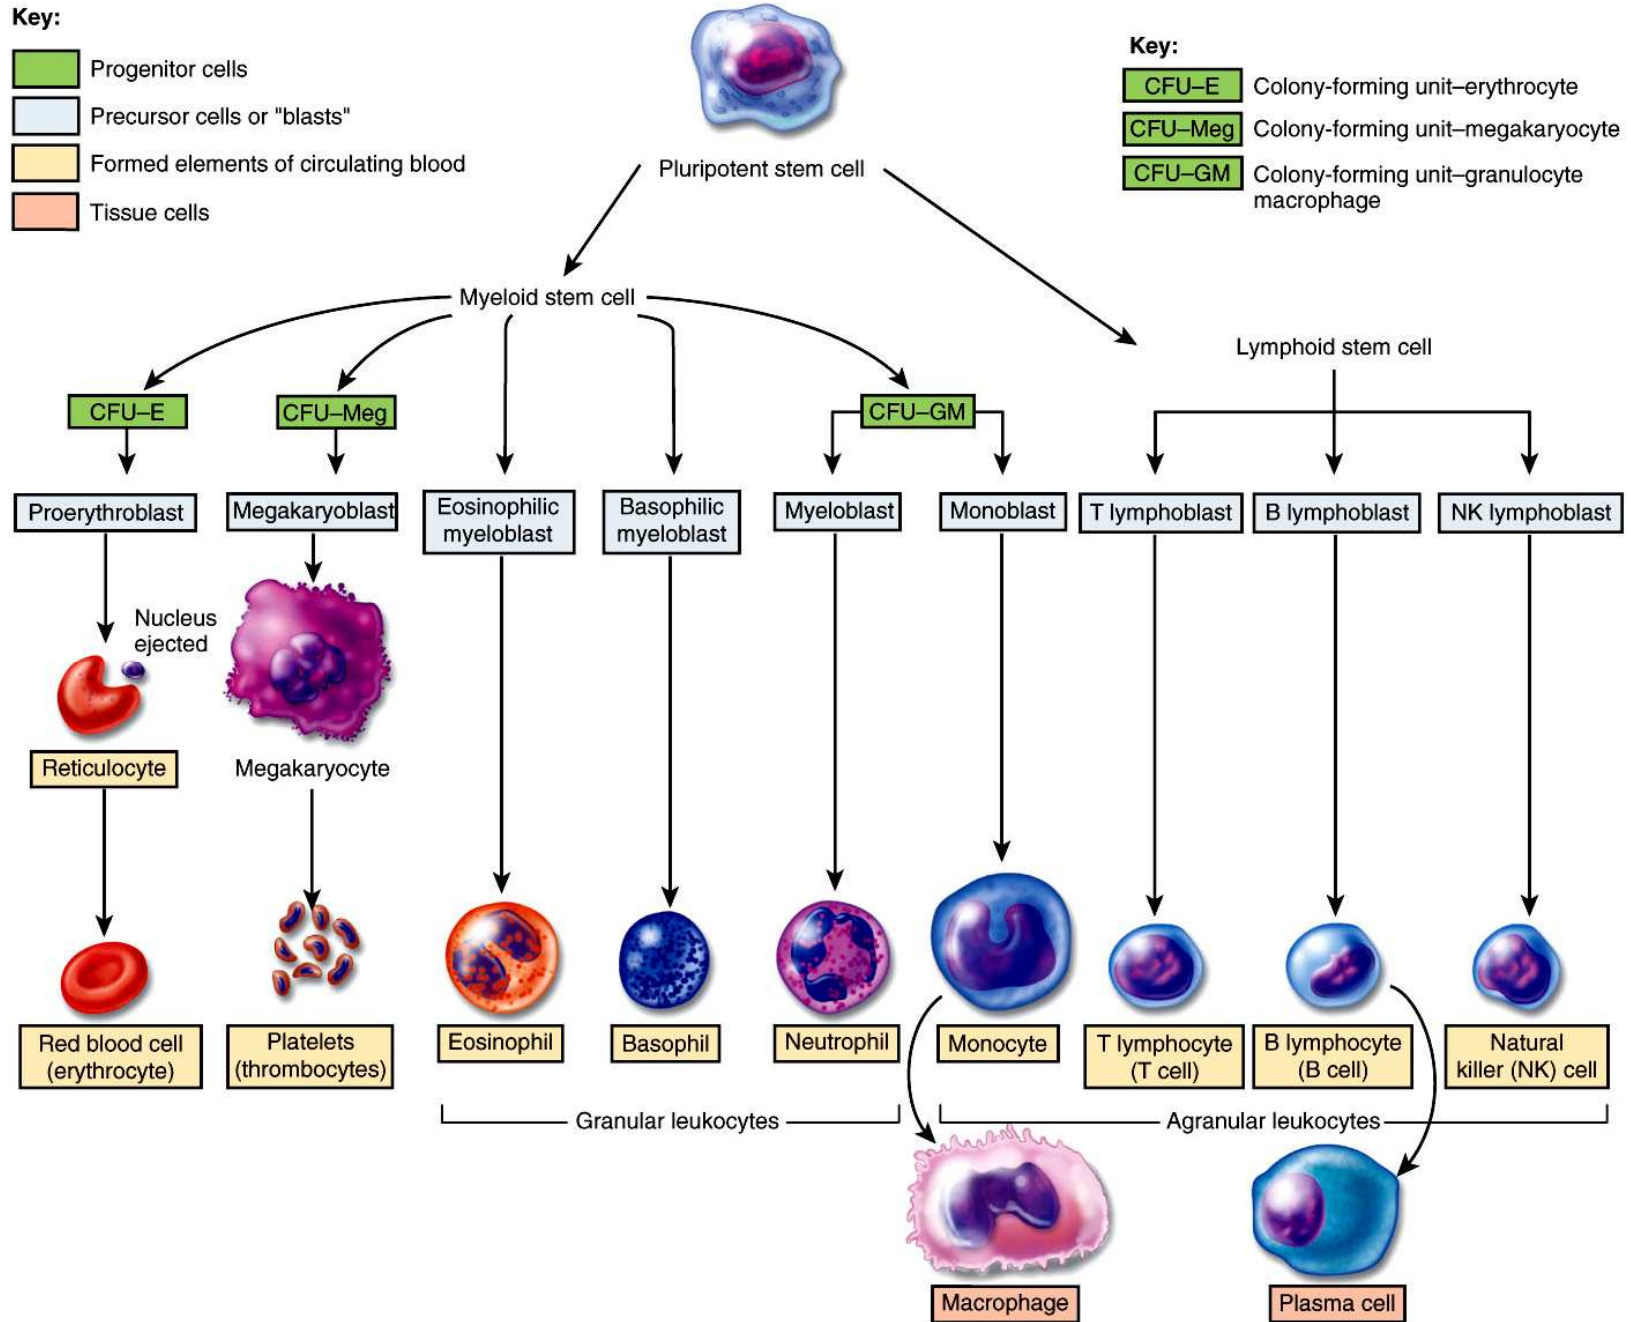 Key:
Progenitor cells
Precursor cells or "blasts"
Formed elements of circulating blood
Tissue cells
Key:
CFU–E Colony-forming unit–erythrocyte
CFU–Meg Colony-forming unit–megakaryocyte
CFU–GM Colony-forming unit–granulocyte
macrophage
Pluripotent stem cell
Myeloid stem cell
Lymphoid stem cell
CFU–E
CFU–Meg
CFU–GM
Proerythroblast
Megakaryoblast
Eosinophilic
myeloblast
Basophilic
myeloblast
Myeloblast
Monoblast
T lymphoblast
B lymphoblast
NK lymphoblast
Nucleus
ejected
Reticulocyte
Megakaryocyte
Red blood cell
(erythrocyte)
Platelets
(thrombocytes)
Eosinophil
Basophil
Neutrophil
Monocyte
T lymphocyte
(T cell)
B lymphocyte
(B cell)
Natural
killer (NK) cell
Granular leukocytes
Agranular leukocytes
Macrophage
Plasma cell